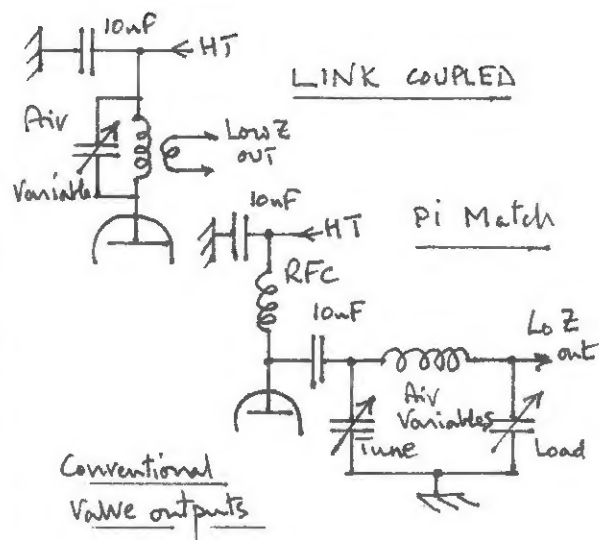 10nF
HT
LINK COUPLED
Air
Variable
Low Z
out
10nF
HT
Pi Match
RFC
10nF
Lo Z
out
Air
Variables
Tune
Load
Conventional
Valve outputs